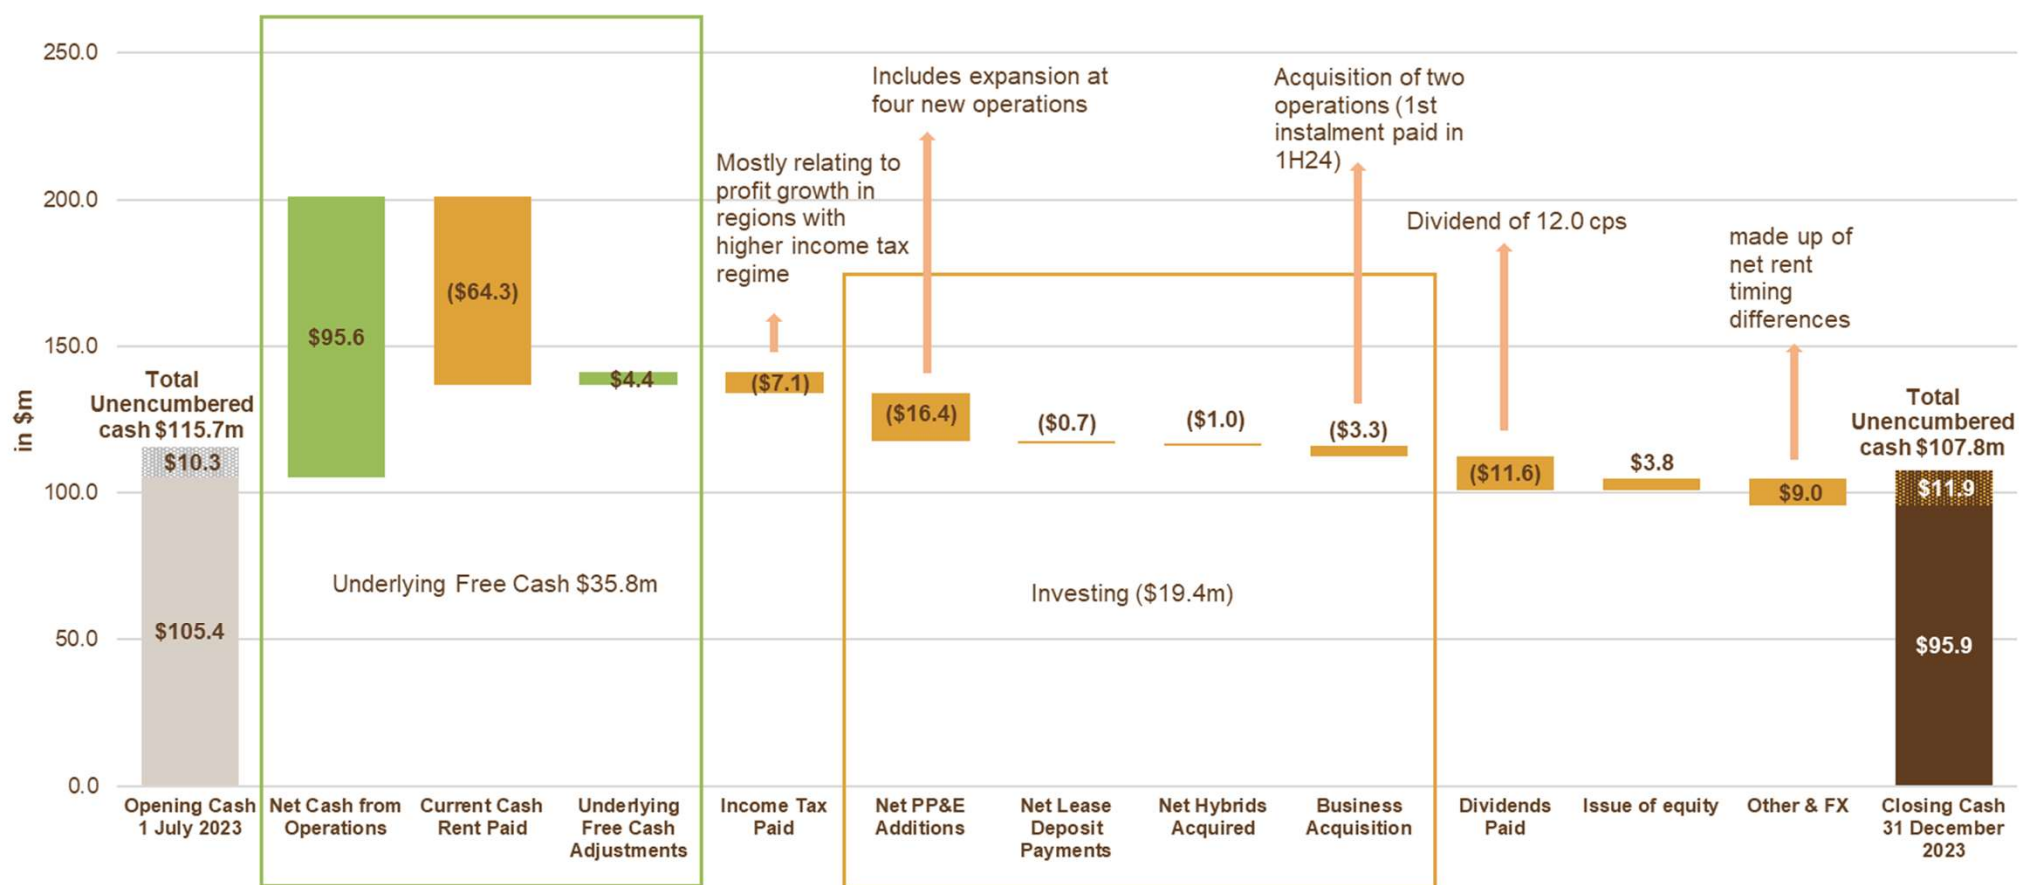 250.0
200.0
150.0
100.0
50.0
0.0
in $m
Total
Unencumbered
cash $115.7m
$10.3
$105.4
$95.6
($64.3)
$4.4
Underlying Free Cash $35.8m
Mostly relating to
profit growth in
regions with
higher income tax
regime
($7.1)
Includes expansion at
four new operations
($16.4)
($0.7)
($1.0)
Acquisition of two
operations (1st
instalment paid in
1H24)
($3.3)
Investing ($19.4m)
Dividend of 12.0 cps
($11.6)
$3.8
made up of
net rent
timing
differences
$9.0
Total
Unencumbered
cash $107.8m
$11.9
$95.9
Opening Cash
1 July 2023
Net Cash from
Operations
Current Cash
Rent Paid
Underlying
Free Cash
Adjustments
Income Tax
Paid
Net PP&E
Additions
Net Lease
Deposit
Payments
Net Hybrids
Acquired
Business
Acquisition
Dividends
Paid
Issue of equity
Other & FX
Closing Cash
31 December
2023